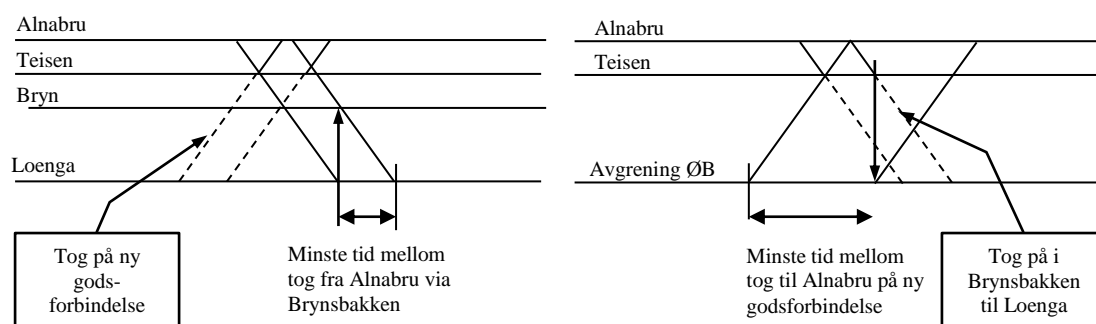 Alnabru
Teisen
Bryn
Loenga
Tog på ny
gods-
forbindelse
Minste tid mellom
tog fra Alnabru via
Brynsbakken
Alnabru
Teisen
Avgrening ØB
Minste tid mellom
tog til Alnabru på ny
godsforbindelse
Tog på i
Brynsbakken
til Loenga